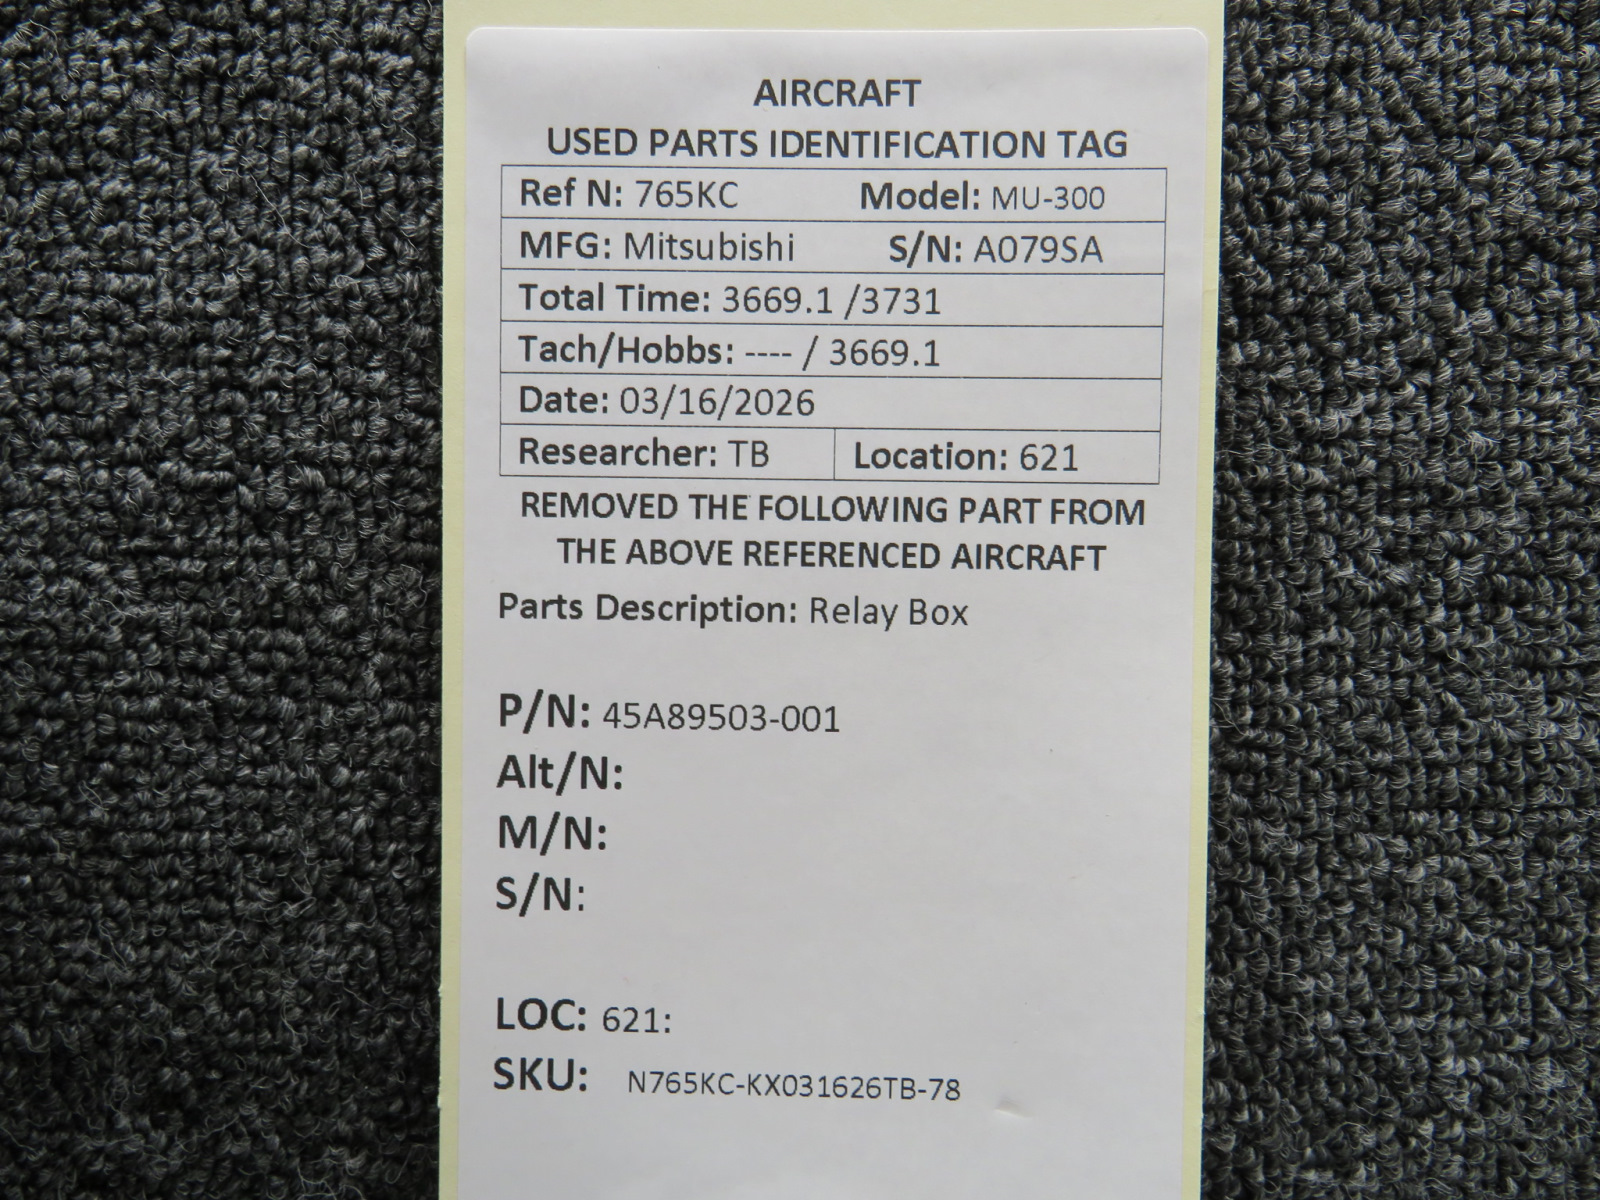 AIRCRAFT
USED PARTS IDENTIFICATION TAG
Ref N: 765KC Model: MU-300
MFG: Mitsubishi S/N: A079SA
Total Time: 3669.1 /3731
Tach/Hobbs: ---- / 3669.1
Date: 03/16/2026
Researcher: TB Location: 621
REMOVED THE FOLLOWING PART FROM
THE ABOVE REFERENCED AIRCRAFT
Parts Description: Relay Box
P/N: 45A89503-001
Alt/N:
M/N:
S/N:
LOC: 621:
SKU: N765KC-KX031626TB-78